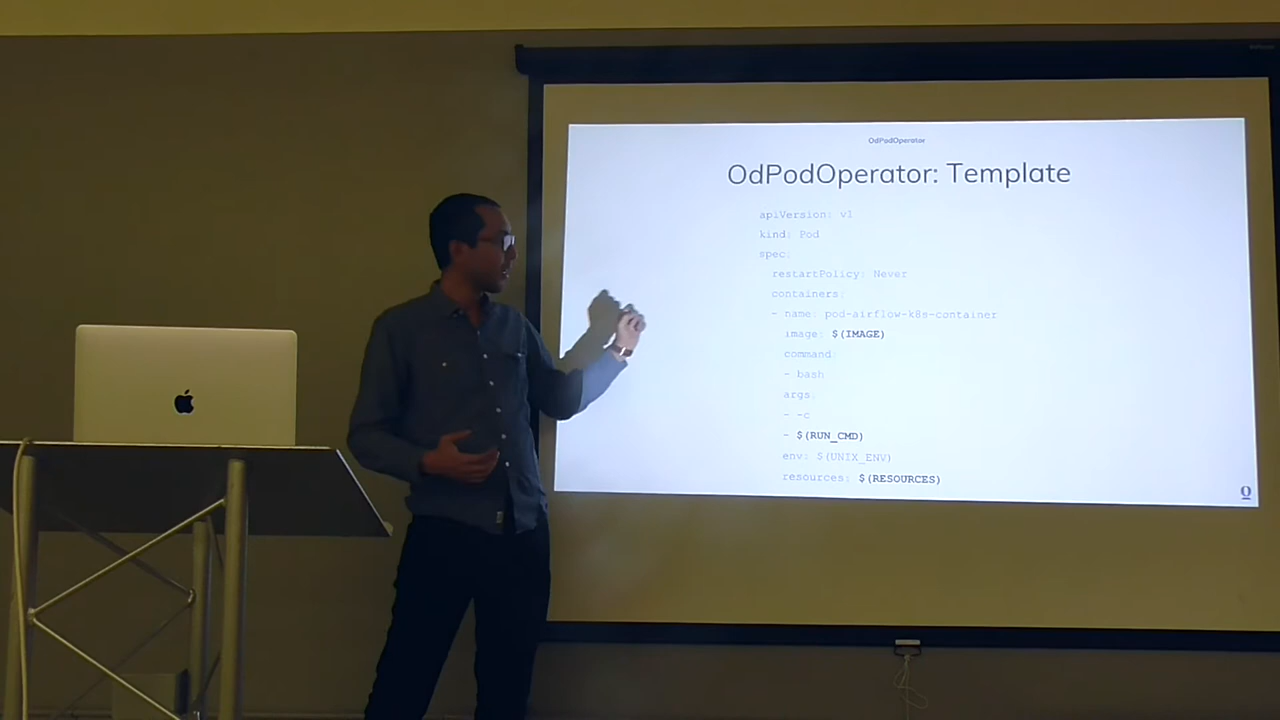 OdPodOperator
OdPodOperator: Template
apiVersion: v1
kind: Pod
spec:
restartPolicy: Never
containers:
- name: pod-airflow-k8s-container
image: $(IMAGE)
command:
- bash
args:
- -c
- $(RUN_CMD)
env: $(UNIX_ENV)
resources: $(RESOURCES)